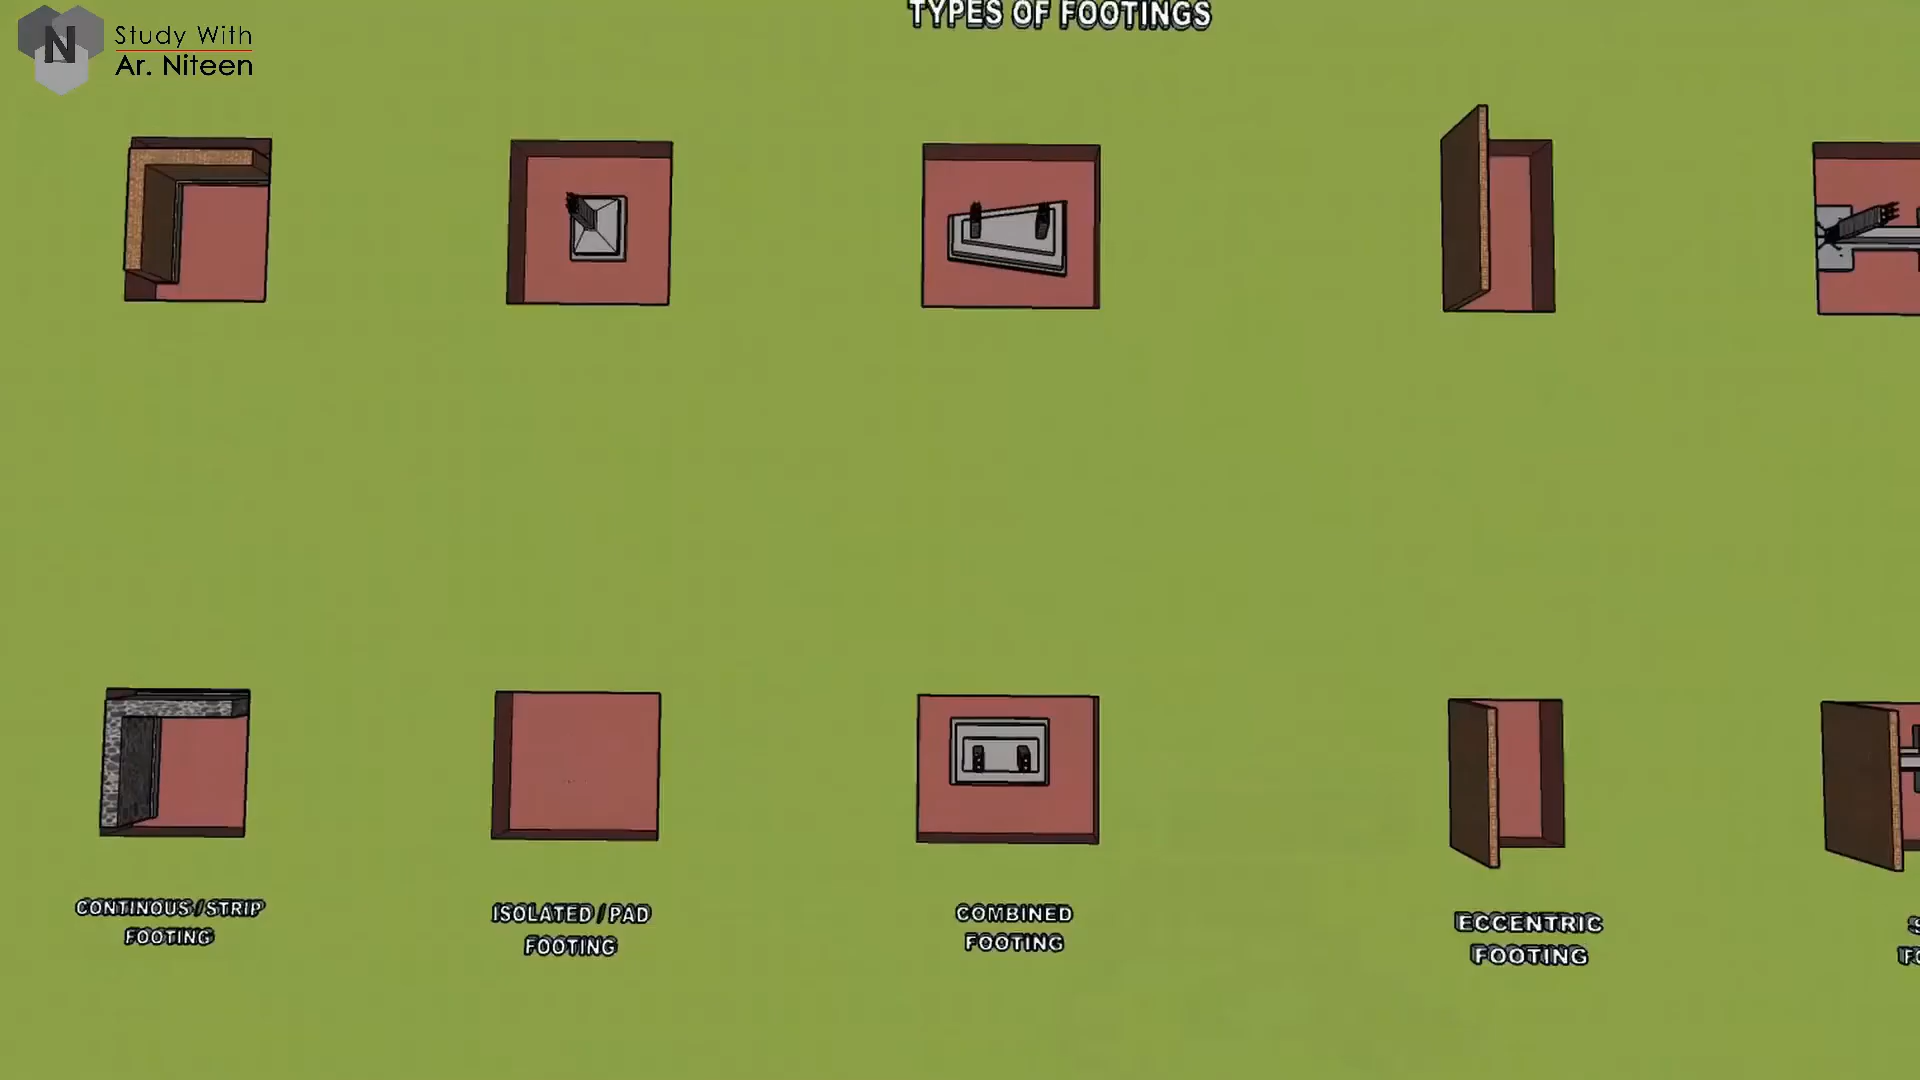 TYPES OF FOOTINGS
N
Study With
Ar. Niteen
CONTINOUS / STRIP
FOOTING
ISOLATED / PAD
FOOTING
COMBINED
FOOTING
ECCENTRIC
FOOTING